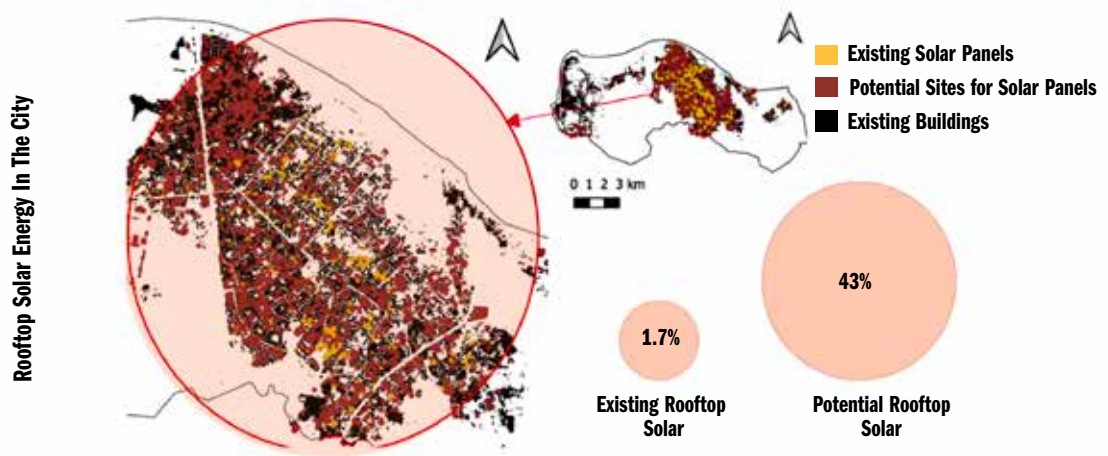 Rooftop Solar Energy In The City
Existing Solar Panels
Potential Sites for Solar Panels
Existing Buildings
0 1 2 3 km
43%
1.7%
Existing Rooftop
Solar
Potential Rooftop
Solar